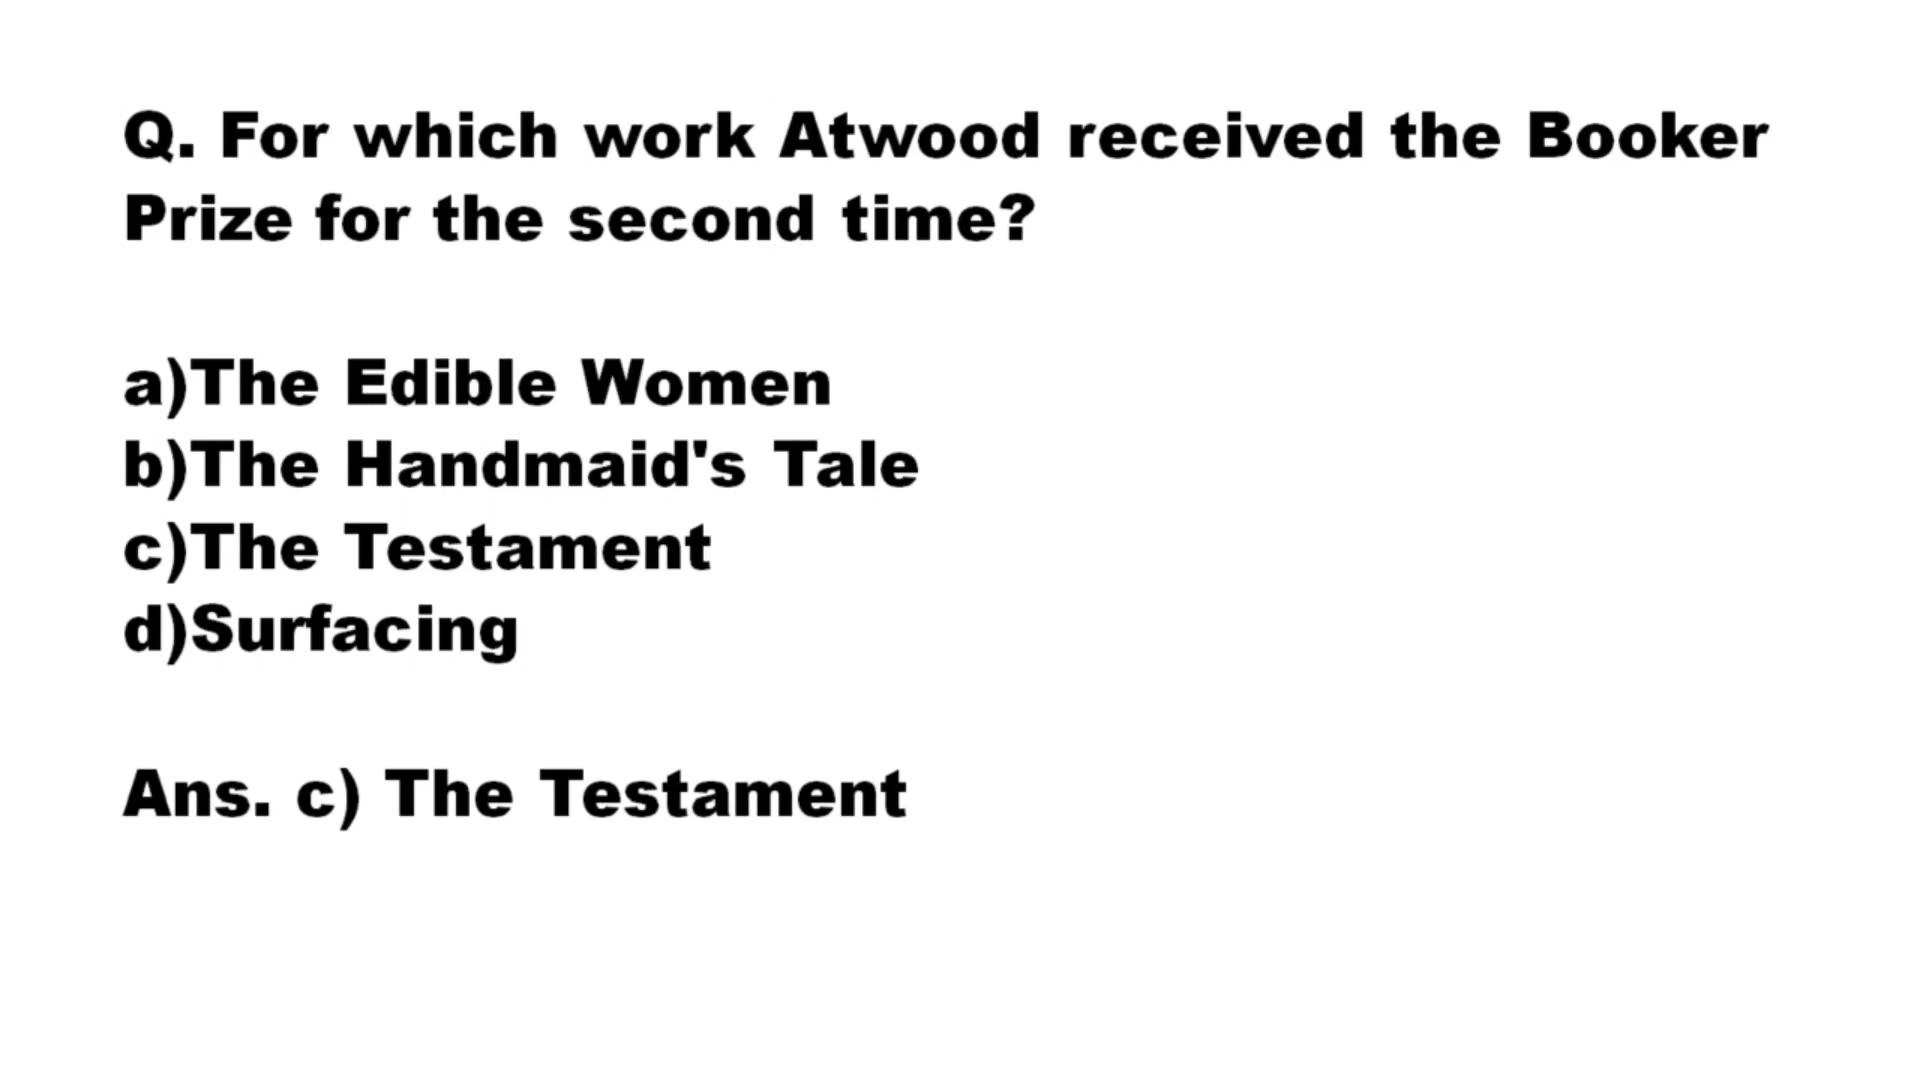 Q. For which work Atwood received the Booker
Prize for the second time?
a)The Edible Women
b)The Handmaid's Tale
c)The Testament
d)Surfacing
Ans. c) The Testament